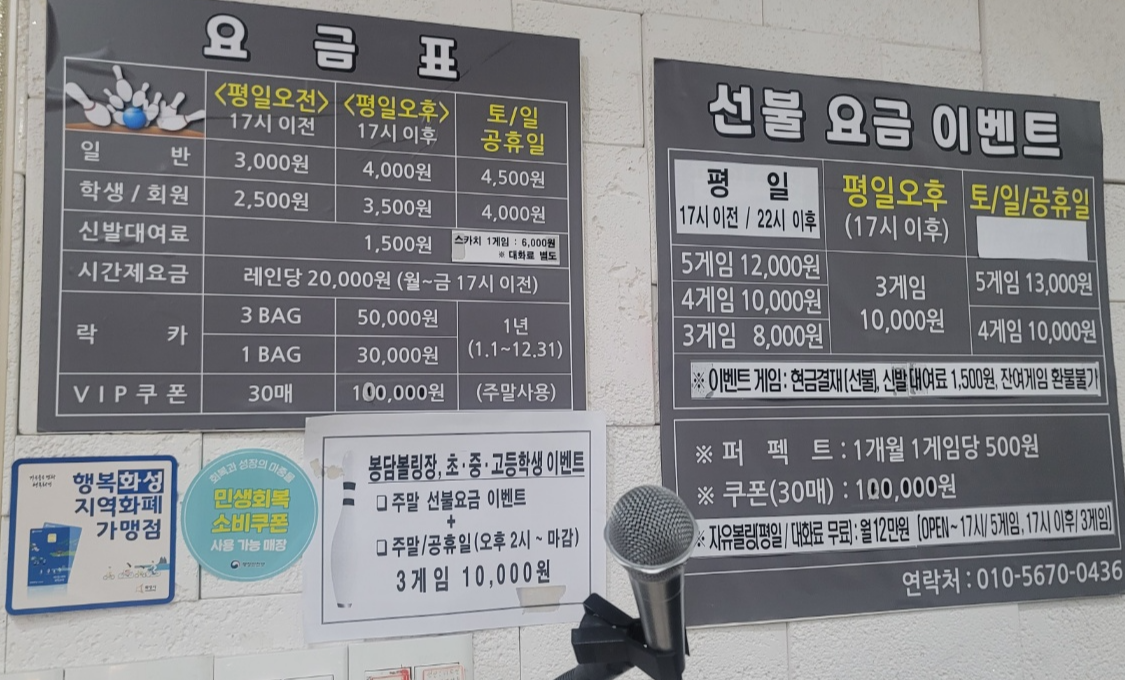 요 금 표
<평일오전> <평일오후> 토/일
17시 이전 17시 이후 공휴일
일 반 3,000원 4,000원 4,500원
학생 / 회원 2,500원 3,500원 4,000원
신발대여료 1,500원 스카치 1게임 : 6,000원
※ 대화료 별도
시간제요금 레인당 20,000원 (월~금 17시 이전)
락 카 3 BAG 50,000원 1년
1 BAG 30,000원 (1.1~12.31)
V I P 쿠 폰 30매 100,000원 (주말사용)
선불 요금 이벤트
평 일 평일오후 토/일/공휴일
17시 이전 / 22시 이후 (17시 이후)
5게임 12,000원 3게임 5게임 13,000원
4게임 10,000원 10,000원 4게임 10,000원
3게임 8,000원
※ 이벤트 게임 : 현금결재(선불), 신발 대여료 1,500원, 잔여게임 환불불가
※ 퍼 펙 트 : 1개월 1게임당 500원
※ 쿠폰(30매) : 100,000원
※ 자유볼링(평일/ 대화료 무료) : 월12만원 [OPEN~17시/ 5게임, 17시 이후/ 3게임]
연락처 : 010-5670-0436
행복화성
지역화폐
가맹점
회복과 성장의 마중물
민생회복
소비쿠폰
사용 가능 매장
행정안전부
봉담볼링장, 초·중·고등학생 이벤트
□ 주말 선불요금 이벤트
+
□ 주말/공휴일(오후 2시 ~ 마감)
3게임 10,000원